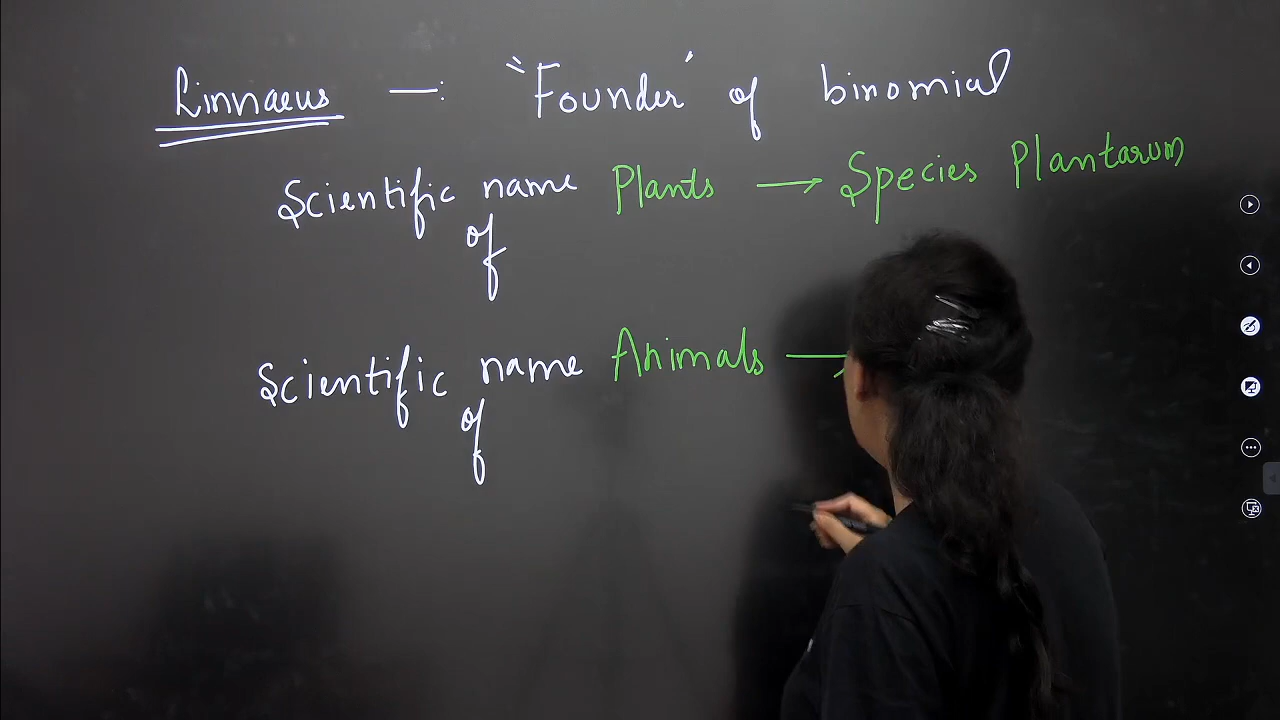 Linnaeus —: "Founder" of binomial
Scientific name Plants → Species Plantarum
of
Scientific name Animals →
of